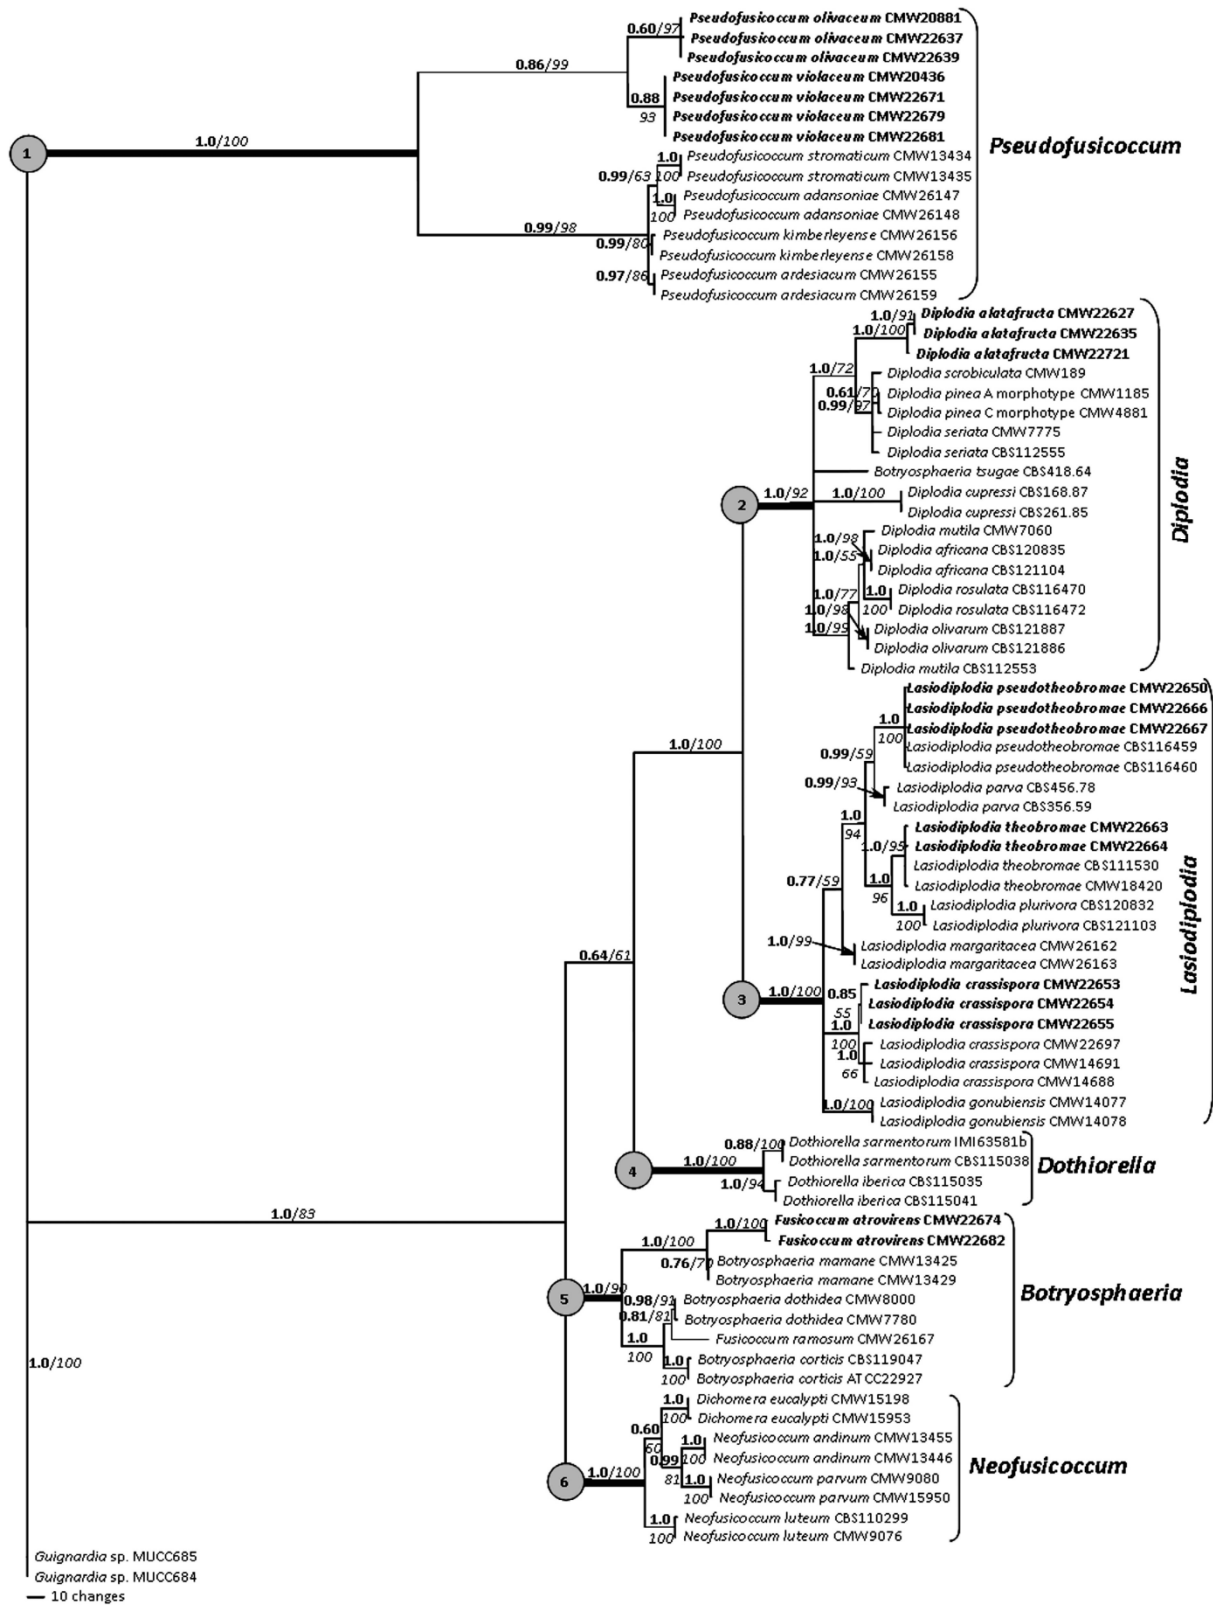 Pseudofusicoccum olivaceum CMW20881
0.60/97
Pseudofusicoccum olivaceum CMW22637
Pseudofusicoccum olivaceum CMW22639
0.86/99
Pseudofusicoccum violaceum CMW20436
0.88
Pseudofusicoccum violaceum CMW22671
93
Pseudofusicoccum violaceum CMW22679
Pseudofusicoccum violaceum CMW22681
1
1.0/100
Pseudofusicoccum
1.0
Pseudofusicoccum stromaticum CMW13434
0.99/63
100
Pseudofusicoccum stromaticum CMW13435
1.0
Pseudofusicoccum adansoniae CMW26147
100
Pseudofusicoccum adansoniae CMW26148
0.99/98
Pseudofusicoccum kimberleyense CMW26156
0.99/80
Pseudofusicoccum kimberleyense CMW26158
0.97/86
Pseudofusicoccum ardesiacum CMW26155
Pseudofusicoccum ardesiacum CMW26159
1.0/91
Diplodia alatafructa CMW22627
1.0/100
Diplodia alatafructa CMW22635
Diplodia alatafructa CMW22721
1.0/72
Diplodia scrobiculata CMW189
0.61/70
Diplodia pinea A morphotype CMW1185
0.99/97
Diplodia pinea C morphotype CMW4881
Diplodia seriata CMW7775
Diplodia seriata CBS112555
Botryosphaeria tsugae CBS418.64
2
1.0/92
1.0/100
Diplodia cupressi CBS168.87
Diplodia cupressi CBS261.85
Diplodia
Diplodia mutila CMW7060
1.0/98
Diplodia africana CBS120835
1.0/55
Diplodia africana CBS121104
1.0/77
1.0
Diplodia rosulata CBS116470
1.0/98
100
Diplodia rosulata CBS116472
1.0/99
Diplodia olivarum CBS121887
Diplodia olivarum CBS121886
Diplodia mutila CBS112553
Lasiodiplodia pseudotheobromae CMW22650
Lasiodiplodia pseudotheobromae CMW22666
1.0
Lasiodiplodia pseudotheobromae CMW22667
100
1.0/100
Lasiodiplodia pseudotheobromae CBS116459
0.99/59
Lasiodiplodia pseudotheobromae CBS116460
0.99/93
Lasiodiplodia parva CBS456.78
Lasiodiplodia parva CBS356.59
1.0
94
Lasiodiplodia theobromae CMW22663
1.0/95
Lasiodiplodia theobromae CMW22664
Lasiodiplodia theobromae CBS111530
0.77/59
1.0
96
Lasiodiplodia theobromae CMW18420
1.0
Lasiodiplodia plurivora CBS120832
100
Lasiodiplodia plurivora CBS121103
Lasiodiplodia
1.0/99
Lasiodiplodia margaritacea CMW26162
Lasiodiplodia margaritacea CMW26163
0.64/61
3
1.0/100
0.85
55
Lasiodiplodia crassispora CMW22653
Lasiodiplodia crassispora CMW22654
1.0
100
Lasiodiplodia crassispora CMW22655
Lasiodiplodia crassispora CMW22697
1.0
66
Lasiodiplodia crassispora CMW14691
Lasiodiplodia crassispora CMW14688
1.0/100
Lasiodiplodia gonubiensis CMW14077
Lasiodiplodia gonubiensis CMW14078
0.88/100
Dothiorella sarmentorum IMI63581b
4
1.0/100
Dothiorella sarmentorum CBS115038
Dothiorella
1.0/94
Dothiorella iberica CBS115035
Dothiorella iberica CBS115041
1.0/83
1.0/100
Fusicoccum atrovirens CMW22674
Fusicoccum atrovirens CMW22682
1.0/100
0.76/70
Botryosphaeria mamane CMW13425
Botryosphaeria mamane CMW13429
5
1.0/90
0.98/91
Botryosphaeria dothidea CMW8000
Botryosphaeria
0.81/81
Botryosphaeria dothidea CMW7780
1.0
100
Fusicoccum ramosum CMW26167
1.0
Botryosphaeria corticis CBS119047
100
Botryosphaeria corticis ATCC22927
1.0/100
1.0
Dichomera eucalypti CMW15198
100
Dichomera eucalypti CMW15953
0.60
60
1.0
Neofusicoccum andinum CMW13455
0.99
100
Neofusicoccum andinum CMW13446
Neofusicoccum
6
1.0/100
81
1.0
Neofusicoccum parvum CMW9080
100
Neofusicoccum parvum CMW15950
1.0
Neofusicoccum luteum CBS110299
100
Neofusicoccum luteum CMW9076
Guignardia sp. MUCC685
Guignardia sp. MUCC684
10 changes